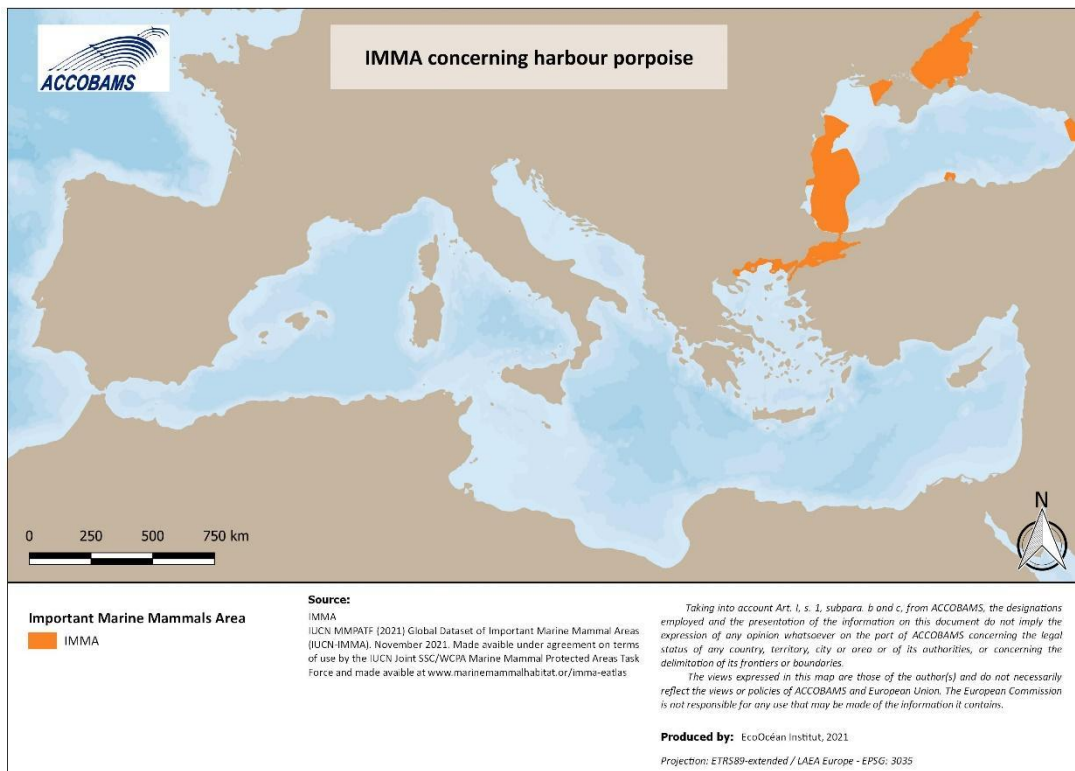 ACCOBAMS
IMMA concerning harbour porpoise
N
0 250 500 750 km
Important Marine Mammals Area
IMMA
Source:
IMMA
IUCN MMPATF (2021) Global Dataset of Important Marine Mammal Areas
(IUCN-IMMA). November 2021. Made avaible under agreement on terms
of use by the IUCN Joint SSC/WCPA Marine Mammal Protected Areas Task
Force and made avaible at www.marinemammalhabitat.or/imma-eatlas
Taking into account Art. I, s. 1, subpara. b and c, from ACCOBAMS, the designations
employed and the presentation of the information on this document do not imply the
expression of any opinion whatsoever on the part of ACCOBAMS concerning the legal
status of any country, territory, city or area or of its authorities, or concerning the
delimitation of its frontiers or boundaries.
The views expressed in this map are those of the author(s) and do not necessarily
reflect the views or policies of ACCOBAMS and European Union. The European Commission
is not responsible for any use that may be made of the information it contains.
Produced by: EcoOcéan Institut, 2021
Projection: ETRS89-extended / LAEA Europe - EPSG: 3035